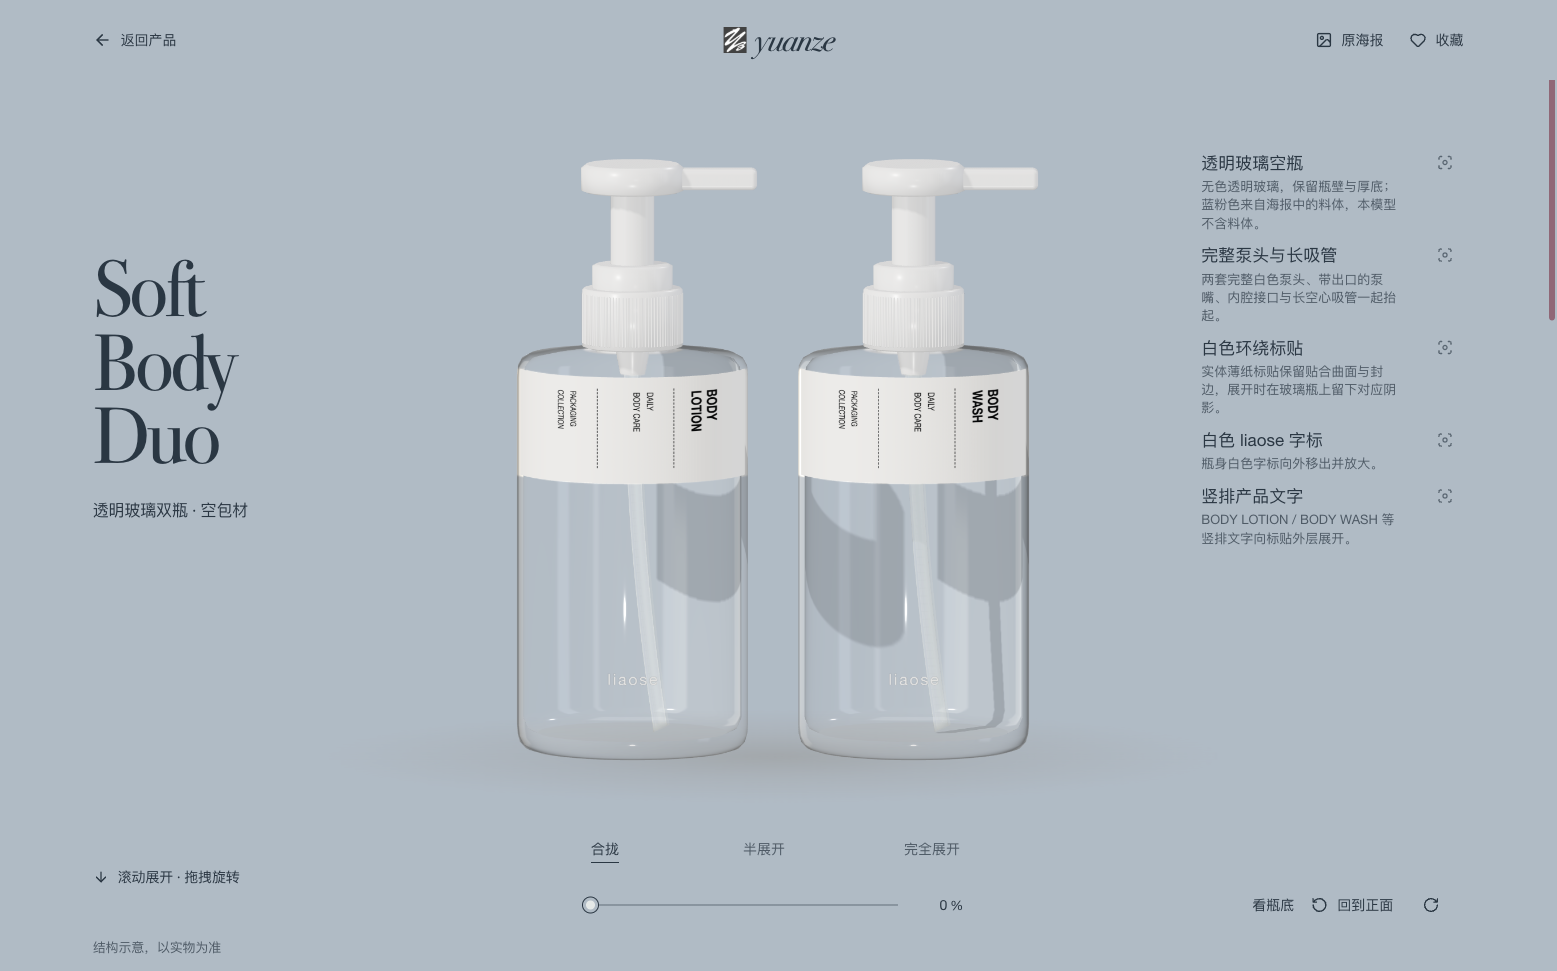 返回产品
yuanze
原海报
收藏
Soft
Body
Duo
透明玻璃双瓶 · 空包材
BODY
LOTION
DAILY
BODY CARE
PACKAGING
COLLECTION
liaose
BODY
WASH
DAILY
BODY CARE
PACKAGING
COLLECTION
liaose
透明玻璃空瓶
无色透明玻璃，保留瓶壁与厚底；
蓝粉色来自海报中的料体，本模型
不含料体。
完整泵头与长吸管
两套完整白色泵头、带出口的泵
嘴、内腔接口与长空心吸管一起抬
起。
白色环绕标贴
实体薄纸标贴保留贴合曲面与封
边，展开时在玻璃瓶上留下对应阴
影。
白色 liaose 字标
瓶身白色字标向外移出并放大。
竖排产品文字
BODY LOTION / BODY WASH 等
竖排文字向标贴外层展开。
合拢
半展开
完全展开
0 %
滚动展开 · 拖拽旋转
看瓶底
回到正面
结构示意，以实物为准